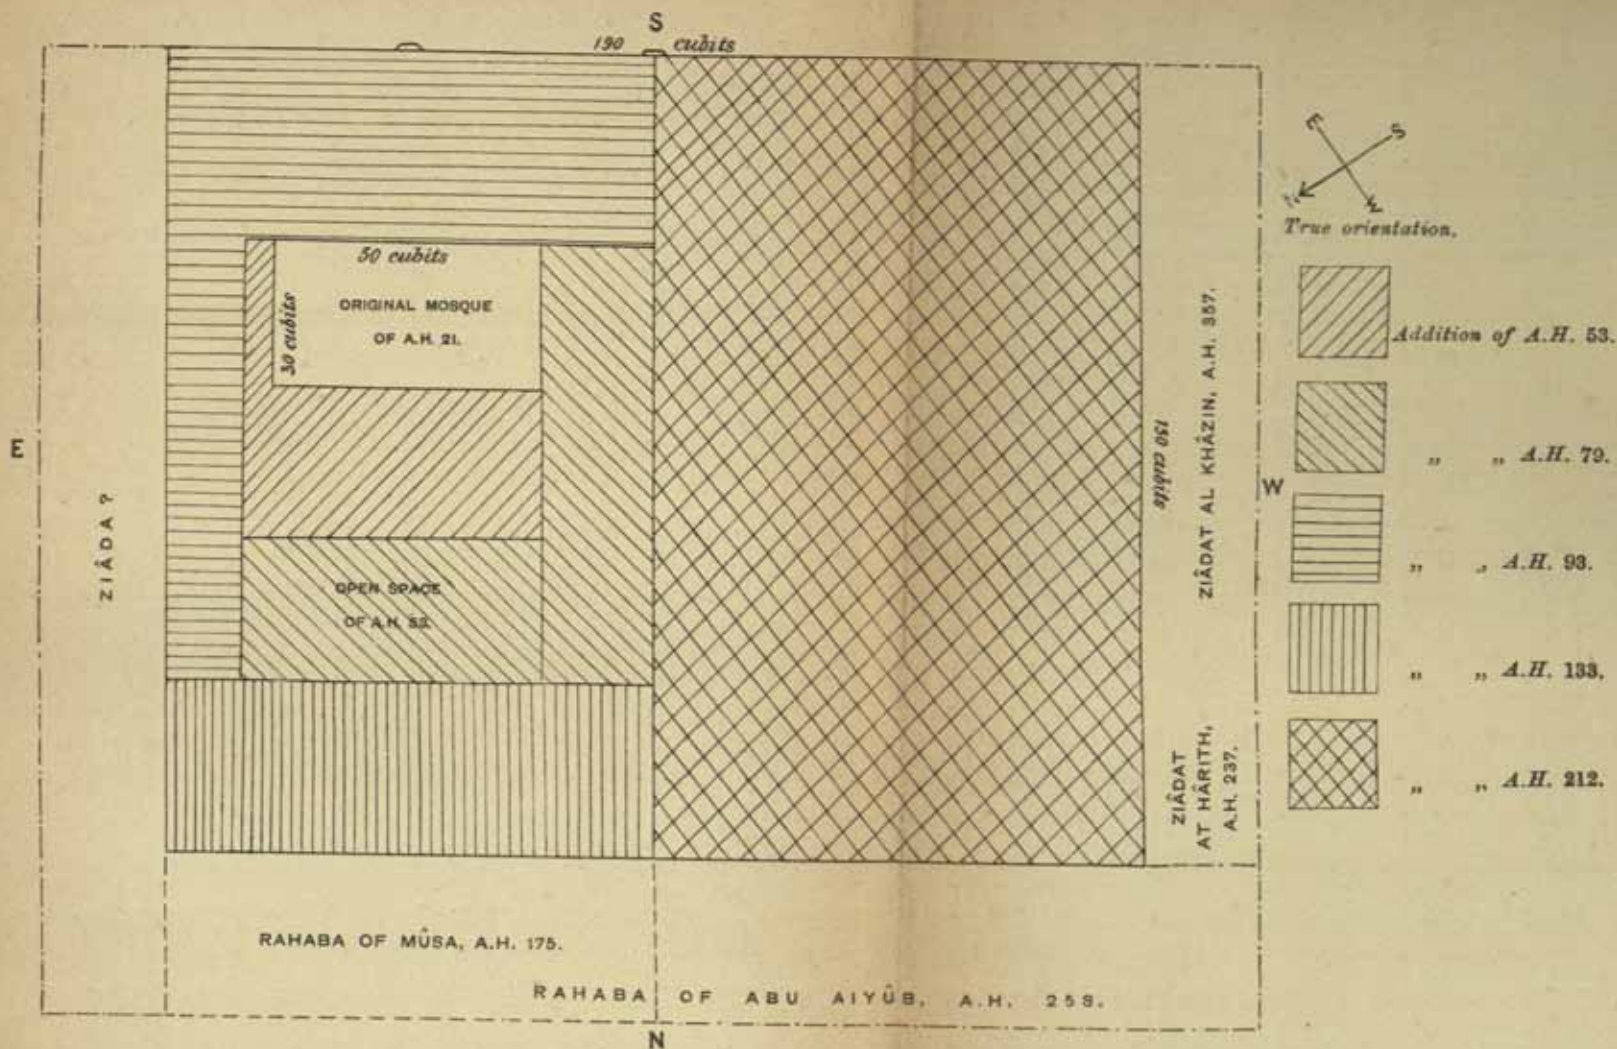 S
190 cubits
E
ZIÂDA ?
50 cubits
30 cubits
ORIGINAL MOSQUE
OF A.H. 21.
OPEN SPACE
OF A.H. 53.
150 cubits
ZIÂDAT AL KHÂZIN, A.H. 357.
ZIÂDAT
AT HÂRITH,
A.H. 237.
W
RAHABA OF MÛSA, A.H. 175.
RAHABA OF ABU AIYÛB, A.H. 258.
N
E
S
N
W
True orientation.
Addition of A.H. 53.
„ „ A.H. 79.
„ „ A.H. 93.
„ „ A.H. 133.
„ „ A.H. 212.